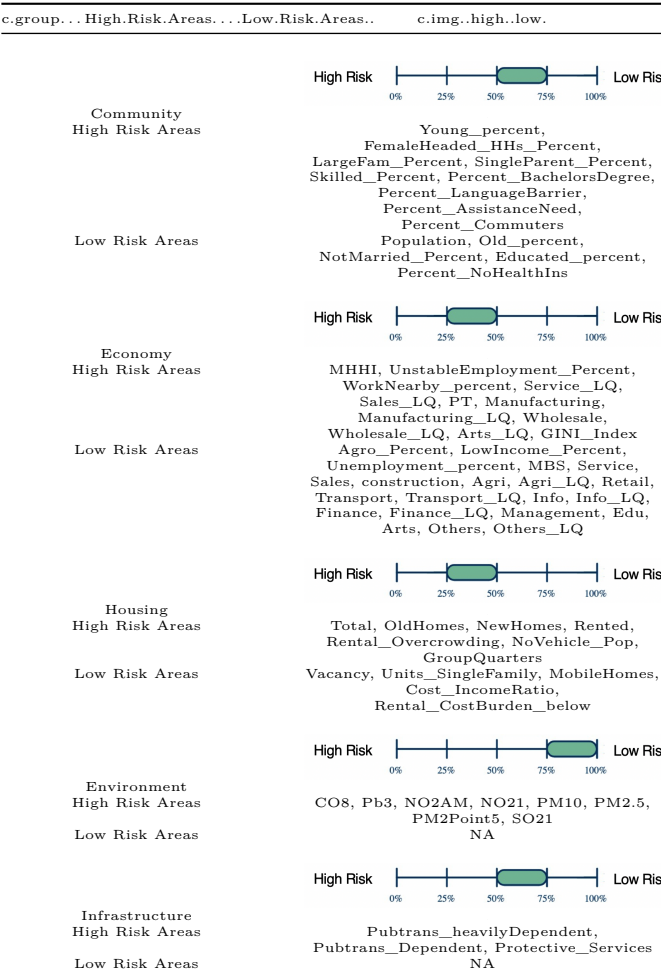 c.group...High.Risk.Areas....Low.Risk.Areas.. c.img..high..low.
High Risk Low Ris
0% 25% 50% 75% 100%
Community
High Risk Areas Young_percent,
FemaleHeaded_HHs_Percent,
LargeFam_Percent, SingleParent_Percent,
Skilled_Percent, Percent_BachelorsDegree,
Percent_LanguageBarrier,
Percent_AssistanceNeed,
Percent_Commuters
Low Risk Areas Population, Old_percent,
NotMarried_Percent, Educated_percent,
Percent_NoHealthIns
High Risk Low Ris
0% 25% 50% 75% 100%
Economy
High Risk Areas MHHI, UnstableEmployment_Percent,
WorkNearby_percent, Service_LQ,
Sales_LQ, PT, Manufacturing,
Manufacturing_LQ, Wholesale,
Wholesale_LQ, Arts_LQ, GINI_Index
Low Risk Areas Agro_Percent, LowIncome_Percent,
Unemployment_percent, MBS, Service,
Sales, construction, Agri, Agri_LQ, Retail,
Transport, Transport_LQ, Info, Info_LQ,
Finance, Finance_LQ, Management, Edu,
Arts, Others, Others_LQ
High Risk Low Ris
0% 25% 50% 75% 100%
Housing
High Risk Areas Total, OldHomes, NewHomes, Rented,
Rental_Overcrowding, NoVehicle_Pop,
GroupQuarters
Low Risk Areas Vacancy, Units_SingleFamily, MobileHomes,
Cost_IncomeRatio,
Rental_CostBurden_below
High Risk Low Ris
0% 25% 50% 75% 100%
Environment
High Risk Areas CO8, Pb3, NO2AM, NO21, PM10, PM2.5,
PM2Point5, SO21
Low Risk Areas NA
High Risk Low Ris
0% 25% 50% 75% 100%
Infrastructure
High Risk Areas Pubtrans_heavilyDependent,
Pubtrans_Dependent, Protective_Services
Low Risk Areas NA